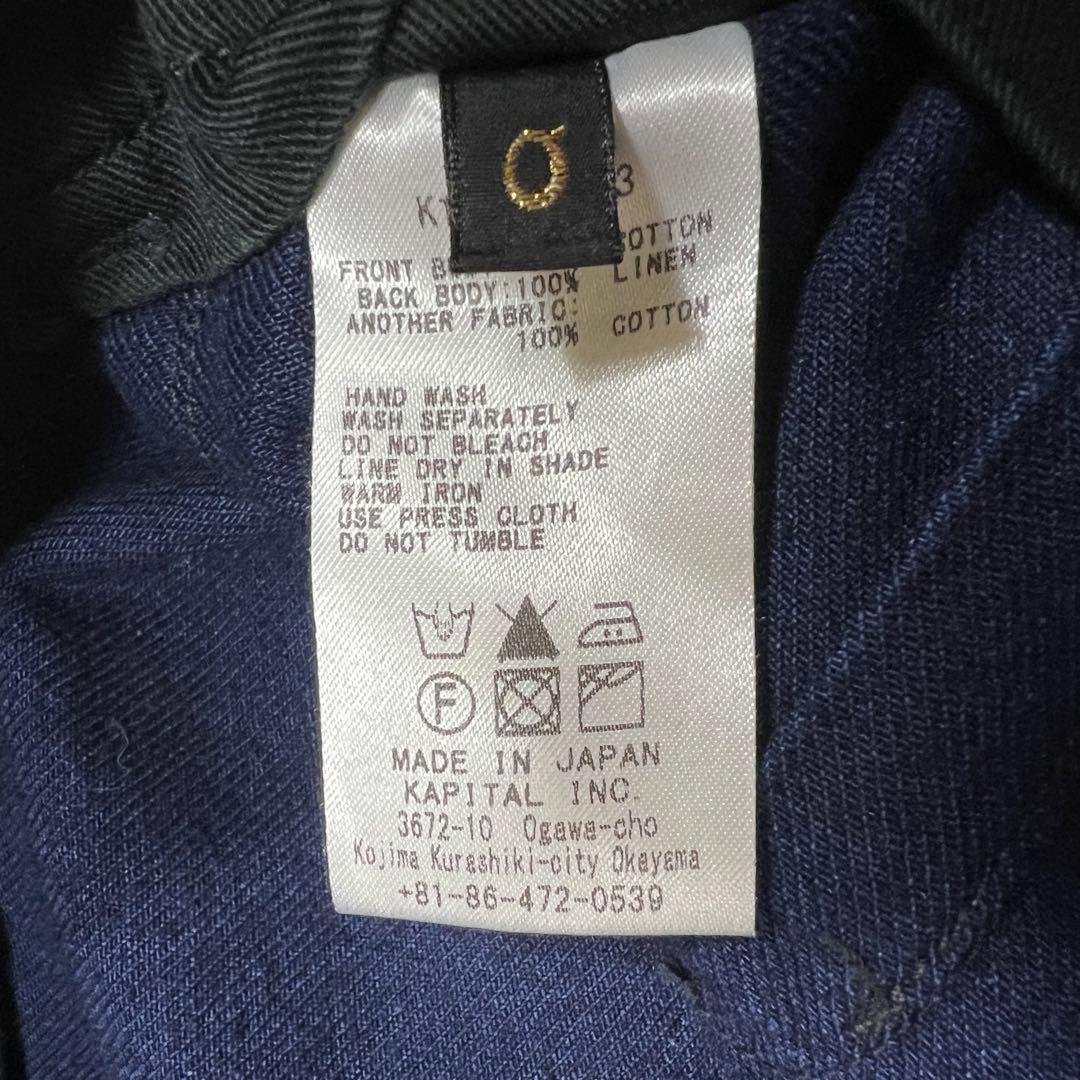 0
3
COTTON
FRONT
BACK BODY:100% LINEN
ANOTHER FABRIC:
100% COTTON
HAND WASH
WASH SEPARATELY
DO NOT BLEACH
LINE DRY IN SHADE
WARM IRON
USE PRESS CLOTH
DO NOT TUMBLE
F
MADE IN JAPAN
KAPITAL INC.
3672-10 Ogawa-cho
Kojima Kurashiki-city Okayama
+81-86-472-0539